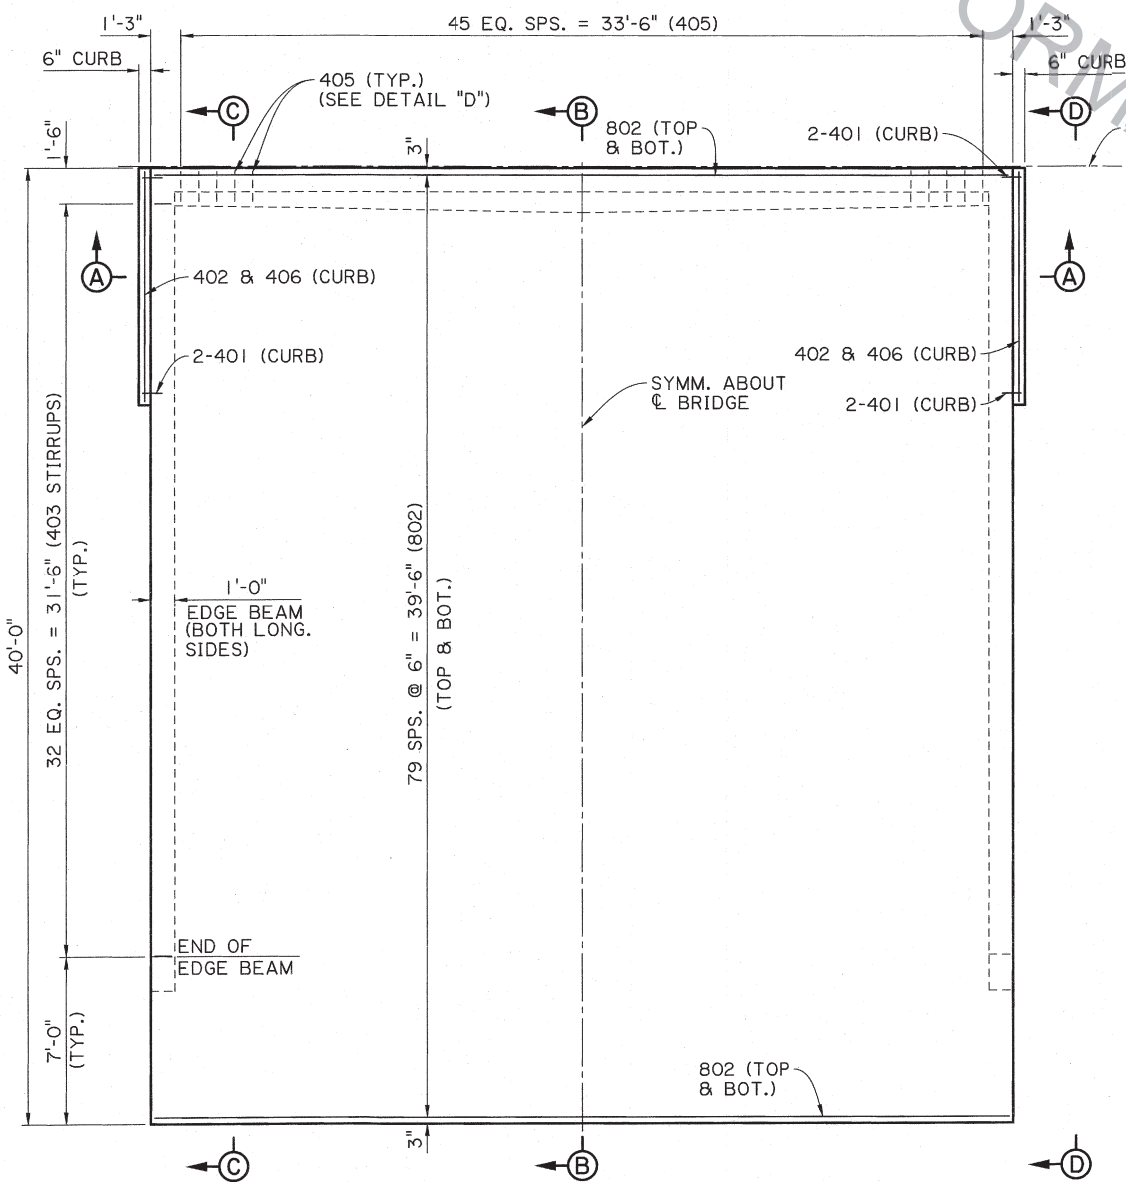 1'-3"
45 EQ. SPS. = 33'-6" (405)
1'-3"
6" CURB
6" CURB
405 (TYP.)
(SEE DETAIL "D")
C
B
D
1'-6"
3"
802 (TOP
& BOT.)
2-401 (CURB)
A
A
402 & 406 (CURB)
2-401 (CURB)
402 & 406 (CURB)
2-401 (CURB)
SYMM. ABOUT
℄ BRIDGE
40'-0"
32 EQ. SPS. = 31'-6" (403 STIRRUPS)
(TYP.)
79 SPS. @ 6" = 39'-6" (802)
(TOP & BOT.)
1'-0"
EDGE BEAM
(BOTH LONG.
SIDES)
END OF
EDGE BEAM
7'-0"
(TYP.)
802 (TOP
& BOT.)
3"
C
B
D